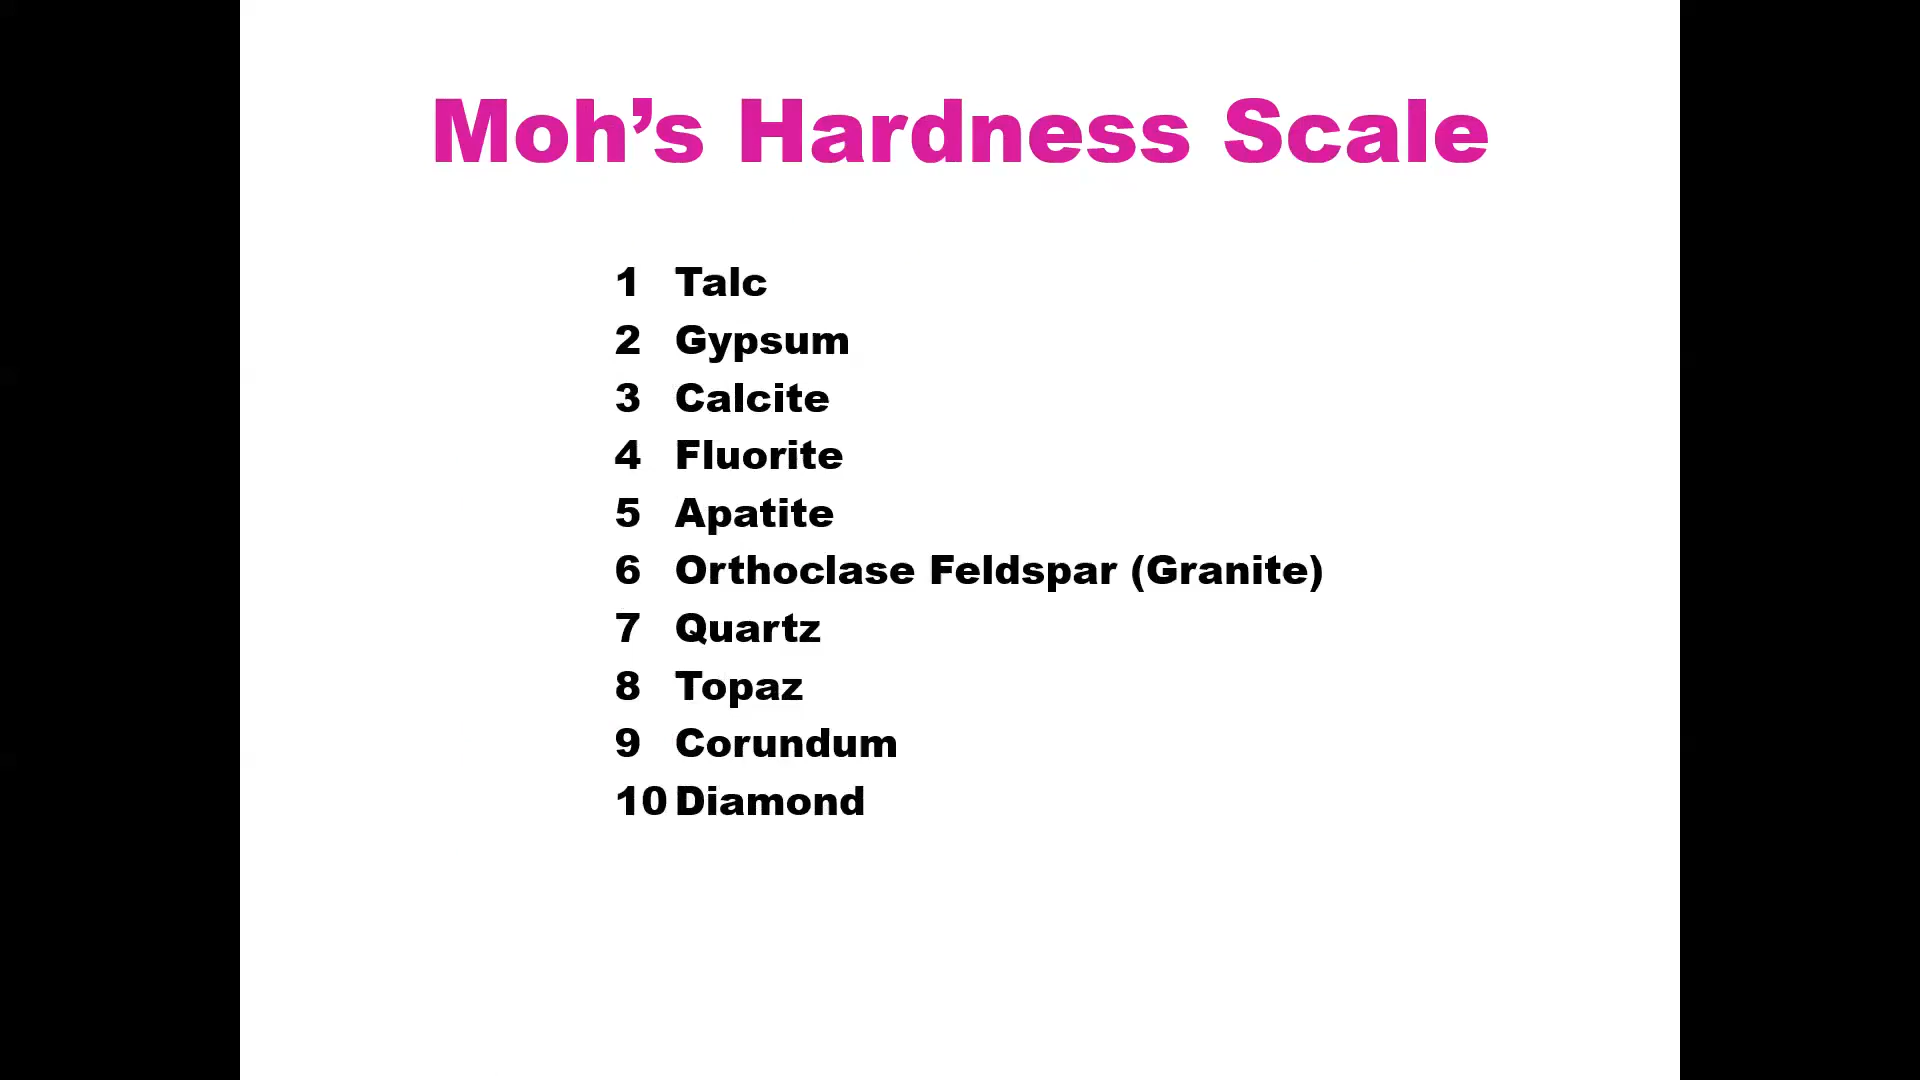 Moh’s Hardness Scale
1 Talc
2 Gypsum
3 Calcite
4 Fluorite
5 Apatite
6 Orthoclase Feldspar (Granite)
7 Quartz
8 Topaz
9 Corundum
10 Diamond